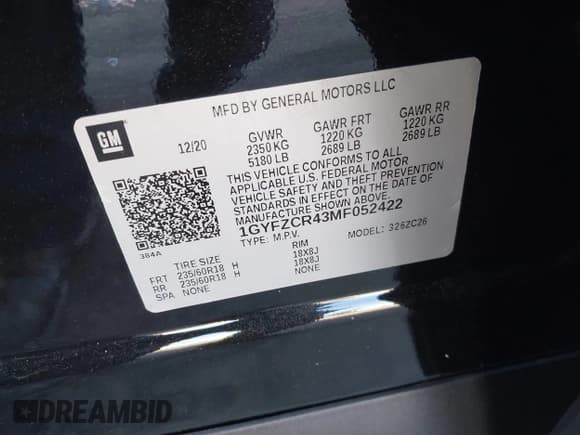 MFD BY GENERAL MOTORS LLC
GM
12/20
GVWR GAWR FRT GAWR RR
2350 KG 1220 KG 1220 KG
5180 LB 2689 LB 2689 LB
THIS VEHICLE CONFORMS TO ALL
APPLICABLE U.S. FEDERAL MOTOR
VEHICLE SAFETY AND THEFT PREVENTION
STANDARDS IN EFFECT ON THE DATE OF
MANUFACTURE SHOWN ABOVE.
1GYFZCR43MF052422
TYPE: M.P.V. MODEL: 326ZC26
384A
TIRE SIZE RIM
FRT 235/60R18 H 18X8J
RR 235/60R18 H 18X8J
SPA NONE NONE
DREAMBID